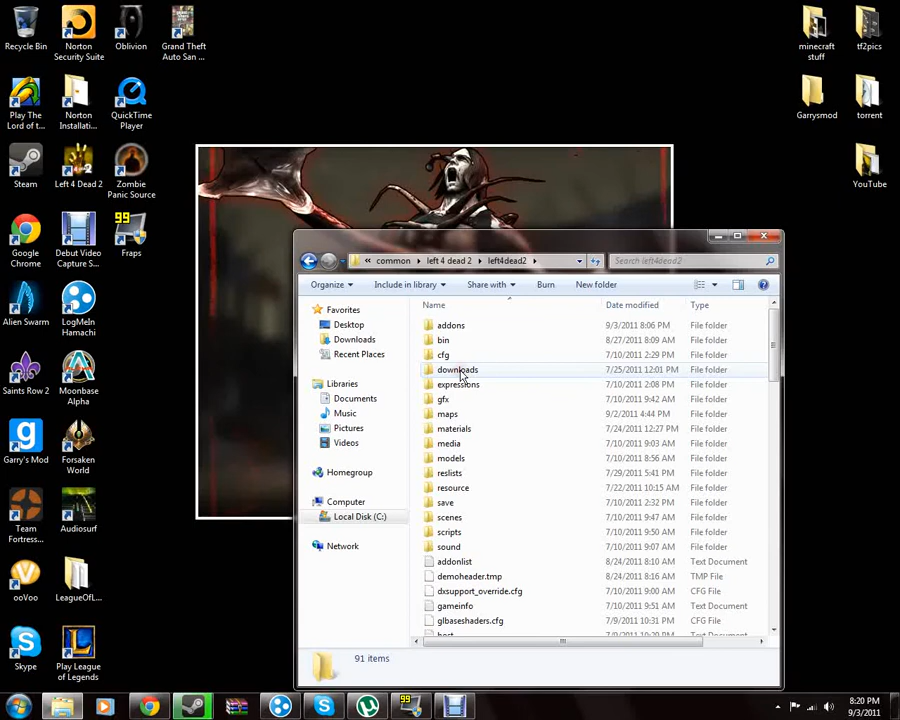 Recycle Bin
Norton Security Suite
Oblivion
Grand Theft Auto San ...
minecraft stuff
tf2pics
Play The Lord of t...
Norton Installati...
QuickTime Player
Garrysmod
torrent
Steam
Left 4 Dead 2
Zombie Panic Source
YouTube
Google Chrome
Debut Video Capture S...
99
Fraps
Alien Swarm
LogMeIn Hamachi
Saints Row 2
Moonbase Alpha
Garry's Mod
Forsaken World
Team Fortress...
Audiosurf
ooVoo
LeagueOfL...
Skype
Play League of Legends
« common ▸ left 4 dead 2 ▸ left4dead2 ▸
Search left4dead2
Organize
Include in library
Share with
Burn
New folder
Favorites
Desktop
Downloads
Recent Places
Libraries
Documents
Music
Pictures
Videos
Homegroup
Computer
Local Disk (C:)
Network
Name Date modified Type
addons 9/3/2011 8:06 PM File folder
bin 8/27/2011 8:09 AM File folder
cfg 7/10/2011 2:29 PM File folder
downloads 7/25/2011 12:01 PM File folder
expressions 7/10/2011 2:08 PM File folder
gfx 7/10/2011 9:42 AM File folder
maps 9/2/2011 4:44 PM File folder
materials 7/24/2011 12:27 PM File folder
media 7/10/2011 9:03 AM File folder
models 7/10/2011 8:56 AM File folder
reslists 7/29/2011 5:41 PM File folder
resource 7/22/2011 10:15 AM File folder
save 7/10/2011 2:32 PM File folder
scenes 7/10/2011 9:47 AM File folder
scripts 7/10/2011 9:50 AM File folder
sound 7/10/2011 9:07 AM File folder
addonlist 8/24/2011 8:10 AM Text Document
demoheader.tmp 8/24/2011 8:16 AM TMP File
dxsupport_override.cfg 7/10/2011 9:00 AM CFG File
gameinfo 7/10/2011 9:51 AM Text Document
glbaseshaders.cfg 7/9/2011 10:31 PM CFG File
91 items
99
8:20 PM
9/3/2011